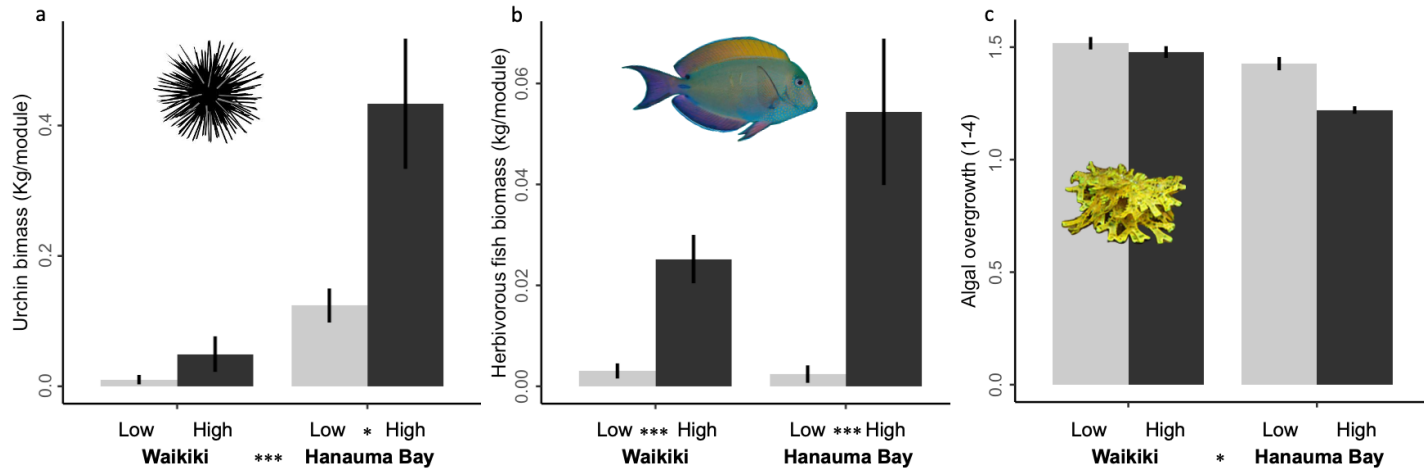 a
Urchin bimass (Kg/module)
0.4
0.2
0.0
Low High Low * High
Waikiki *** Hanauma Bay
b
Herbivorous fish biomass (kg/module)
0.06
0.04
0.02
0.00
Low *** High Low *** High
Waikiki Hanauma Bay
c
Algal overgrowth (1-4)
1.5
1.0
0.5
0.0
Low High Low High
Waikiki * Hanauma Bay